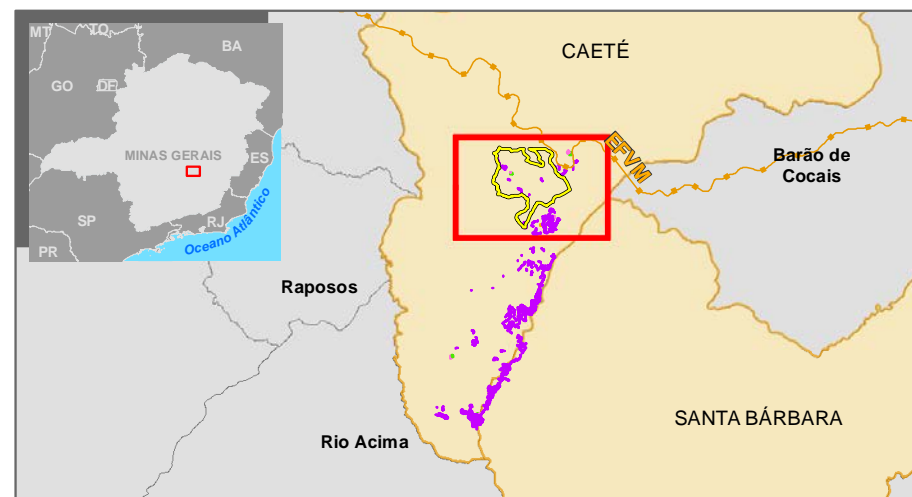 MT
TO
BA
GO
DF
MINAS GERAIS
ES
SP
RJ
PR
Oceano Atlântico
CAETÉ
EFVM
Barão de
Cocais
Raposos
SANTA BÁRBARA
Rio Acima